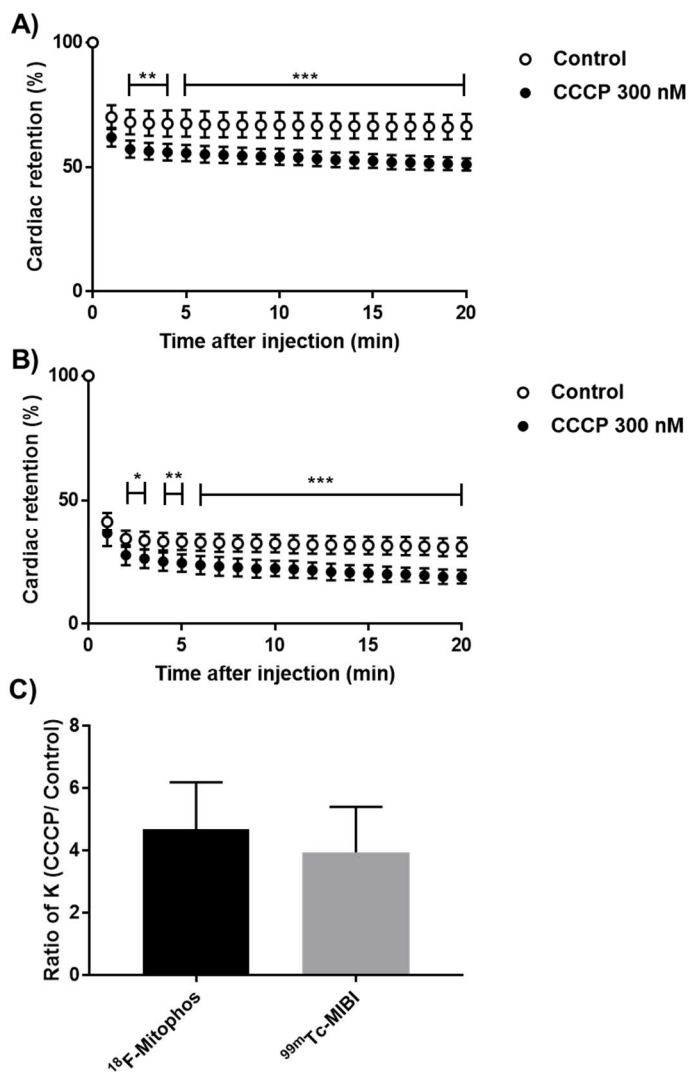 A)
100
50
0
Cardiac retention (%)
**
***
Control
CCCP 300 nM
0 5 10 15 20
Time after injection (min)
B)
100
50
0
Cardiac retention (%)
*
**
***
Control
CCCP 300 nM
0 5 10 15 20
Time after injection (min)
C)
8
6
4
2
0
Ratio of K (CCCP/ Control)
¹⁸F-Mitophos
⁹⁹ᵐTc-MIBI